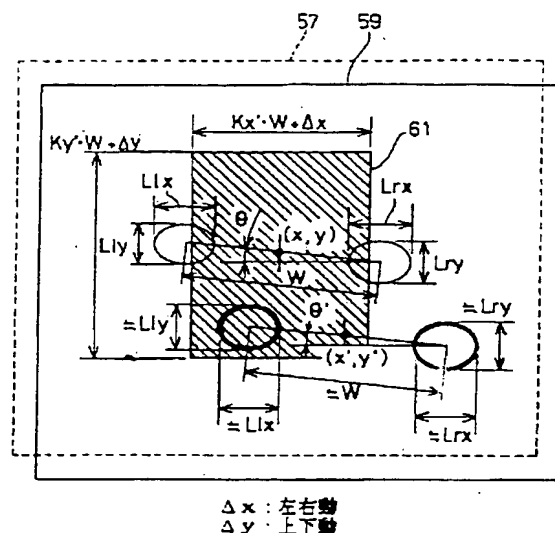 57
59
Kx'·W+Δx
Ky'·W+Δy
61
Llx
Lrx
θ
(x, y)
Lly
Lry
W
≒Lly
θ'
≒Lry
(x', y')
≒W
≒Llx
≒Lrx
Δx：左右動
Δy：上下動